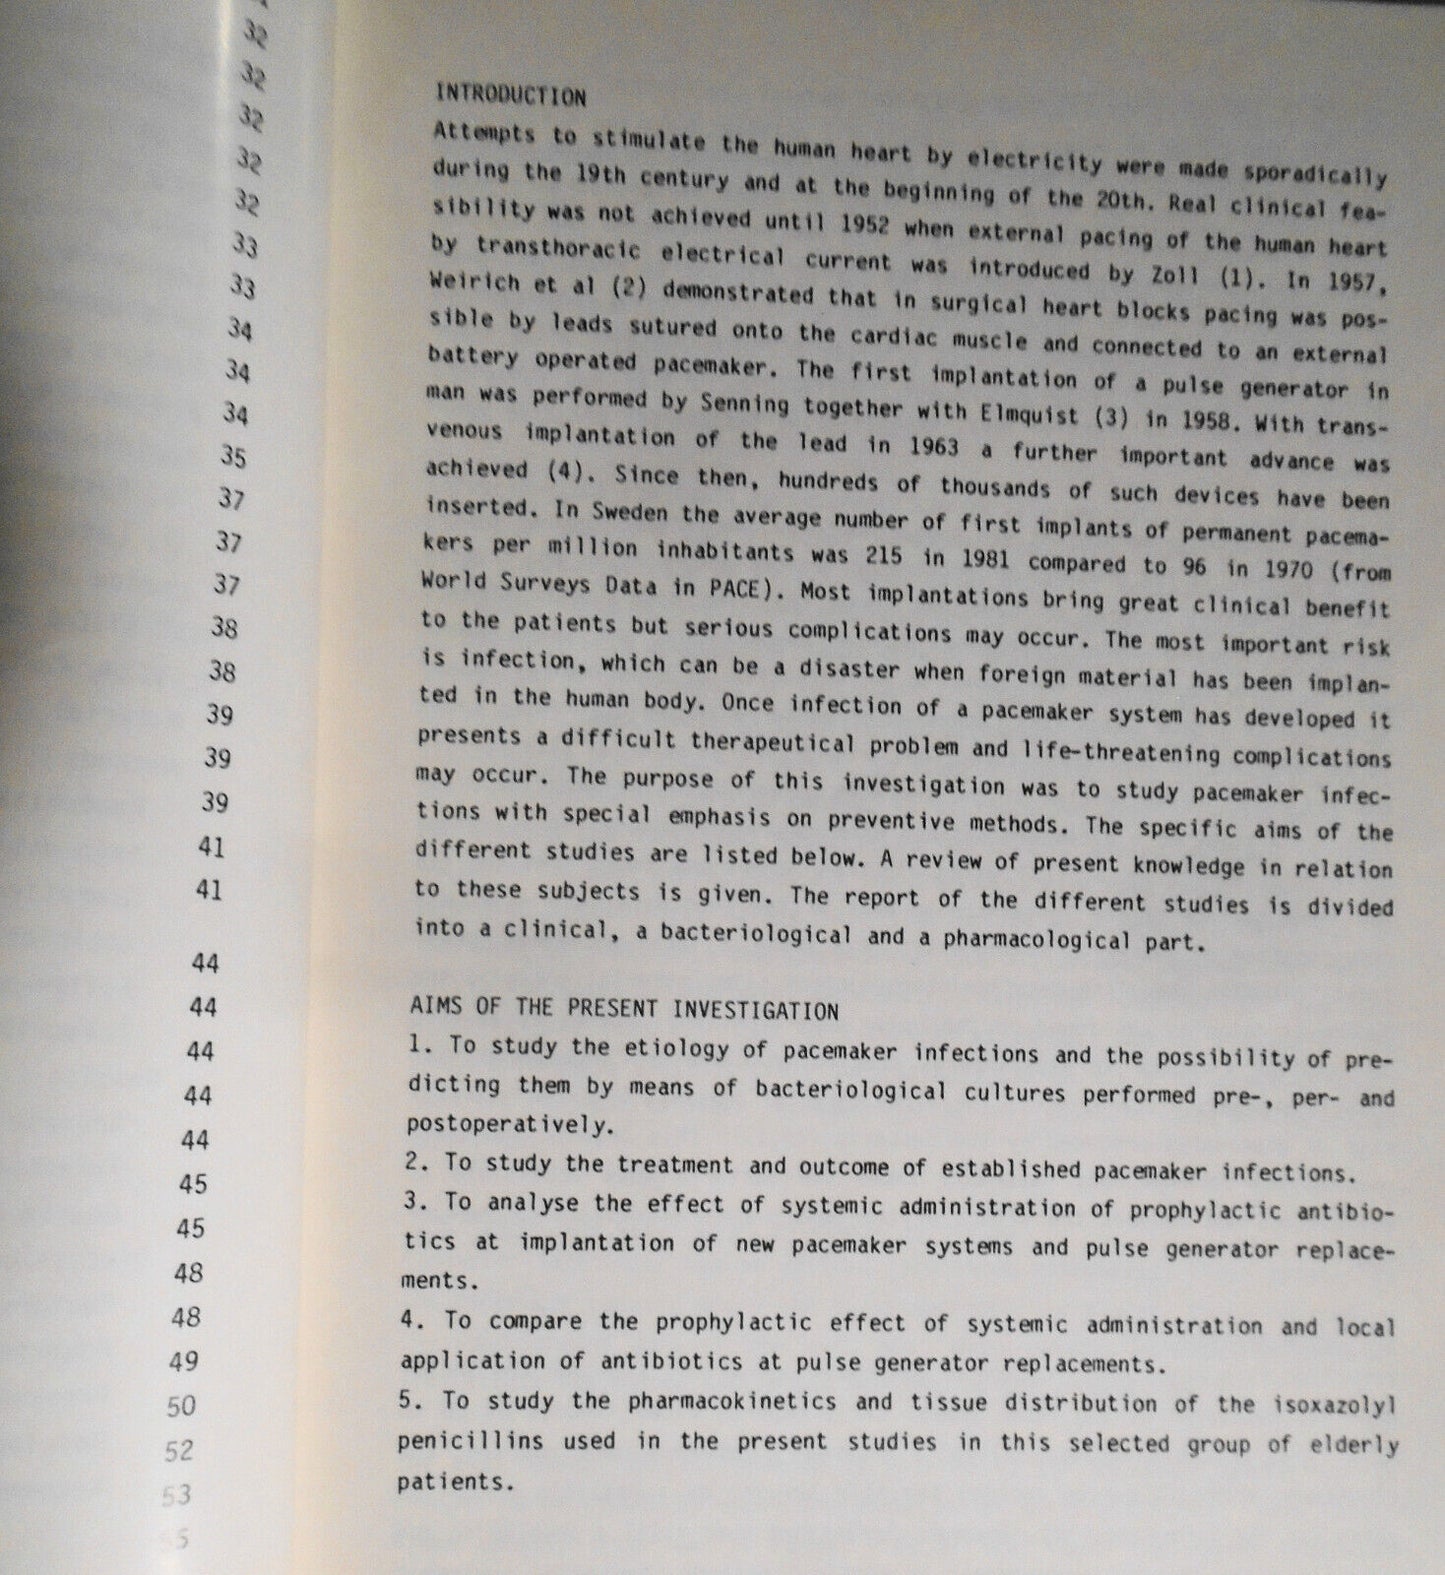 32
32
32
32
32
33
33
34
34
34
35
37
37
37
38
38
39
39
39
41
41
44
44
44
44
44
45
45
48
48
49
50
52
53
INTRODUCTION
Attempts to stimulate the human heart by electricity were made sporadically
during the 19th century and at the beginning of the 20th. Real clinical fea-
sibility was not achieved until 1952 when external pacing of the human heart
by transthoracic electrical current was introduced by Zoll (1). In 1957,
Weirich et al (2) demonstrated that in surgical heart blocks pacing was pos-
sible by leads sutured onto the cardiac muscle and connected to an external
battery operated pacemaker. The first implantation of a pulse generator in
man was performed by Senning together with Elmquist (3) in 1958. With trans-
venous implantation of the lead in 1963 a further important advance was
achieved (4). Since then, hundreds of thousands of such devices have been
inserted. In Sweden the average number of first implants of permanent pacema-
kers per million inhabitants was 215 in 1981 compared to 96 in 1970 (from
World Surveys Data in PACE). Most implantations bring great clinical benefit
to the patients but serious complications may occur. The most important risk
is infection, which can be a disaster when foreign material has been implan-
ted in the human body. Once infection of a pacemaker system has developed it
presents a difficult therapeutical problem and life-threatening complications
may occur. The purpose of this investigation was to study pacemaker infec-
tions with special emphasis on preventive methods. The specific aims of the
different studies are listed below. A review of present knowledge in relation
to these subjects is given. The report of the different studies is divided
into a clinical, a bacteriological and a pharmacological part.
AIMS OF THE PRESENT INVESTIGATION
1. To study the etiology of pacemaker infections and the possibility of pre-
dicting them by means of bacteriological cultures performed pre-, per- and
postoperatively.
2. To study the treatment and outcome of established pacemaker infections.
3. To analyse the effect of systemic administration of prophylactic antibio-
tics at implantation of new pacemaker systems and pulse generator replace-
ments.
4. To compare the prophylactic effect of systemic administration and local
application of antibiotics at pulse generator replacements.
5. To study the pharmacokinetics and tissue distribution of the isoxazolyl
penicillins used in the present studies in this selected group of elderly
patients.